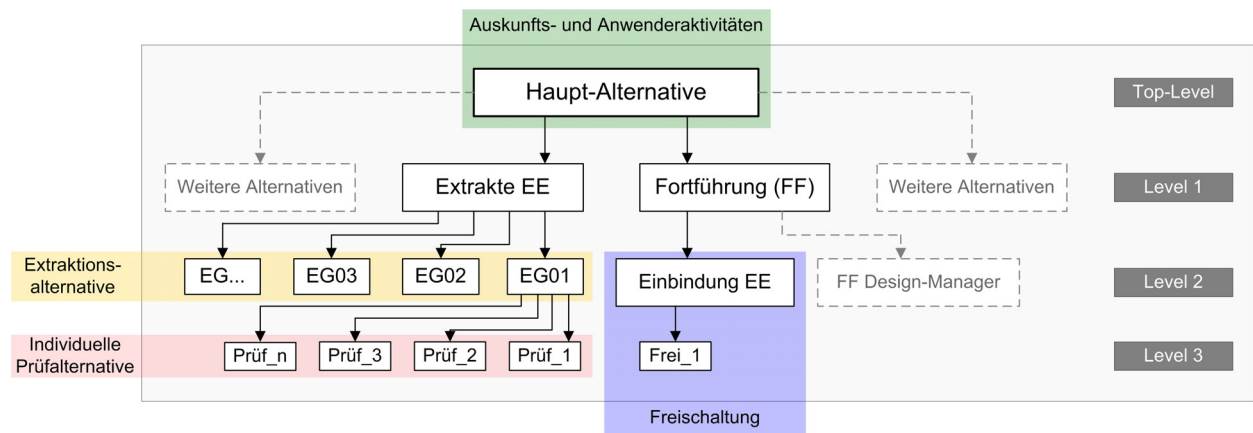 Auskunfts- und Anwenderaktivitäten
Haupt-Alternative
Top-Level
Weitere Alternativen
Extrakte EE
Fortführung (FF)
Weitere Alternativen
Level 1
Extraktions-
alternative
EG...
EG03
EG02
EG01
Einbindung EE
FF Design-Manager
Level 2
Individuelle
Prüfalternative
Prüf_n
Prüf_3
Prüf_2
Prüf_1
Frei_1
Level 3
Freischaltung